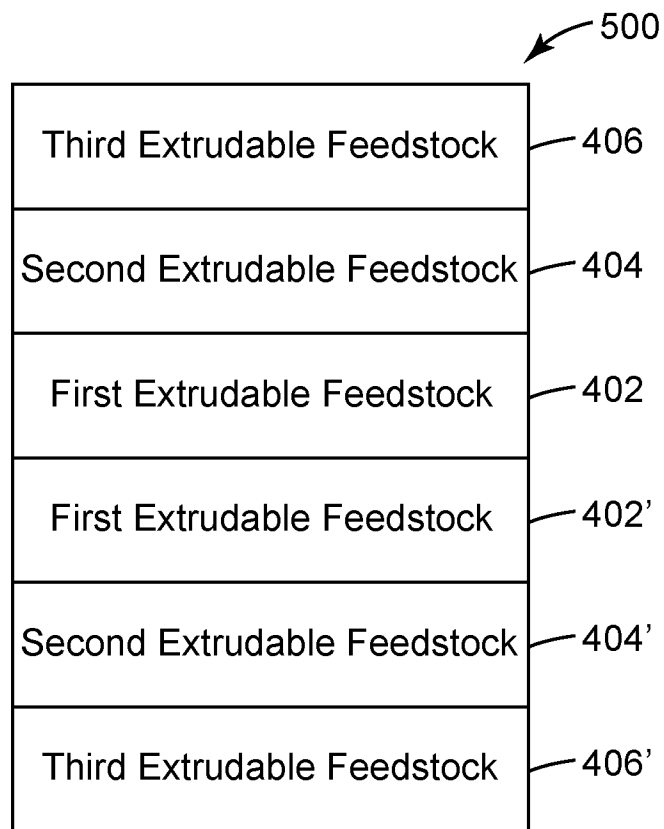 500
Third Extrudable Feedstock 406
Second Extrudable Feedstock 404
First Extrudable Feedstock 402
First Extrudable Feedstock 402’
Second Extrudable Feedstock 404’
Third Extrudable Feedstock 406’